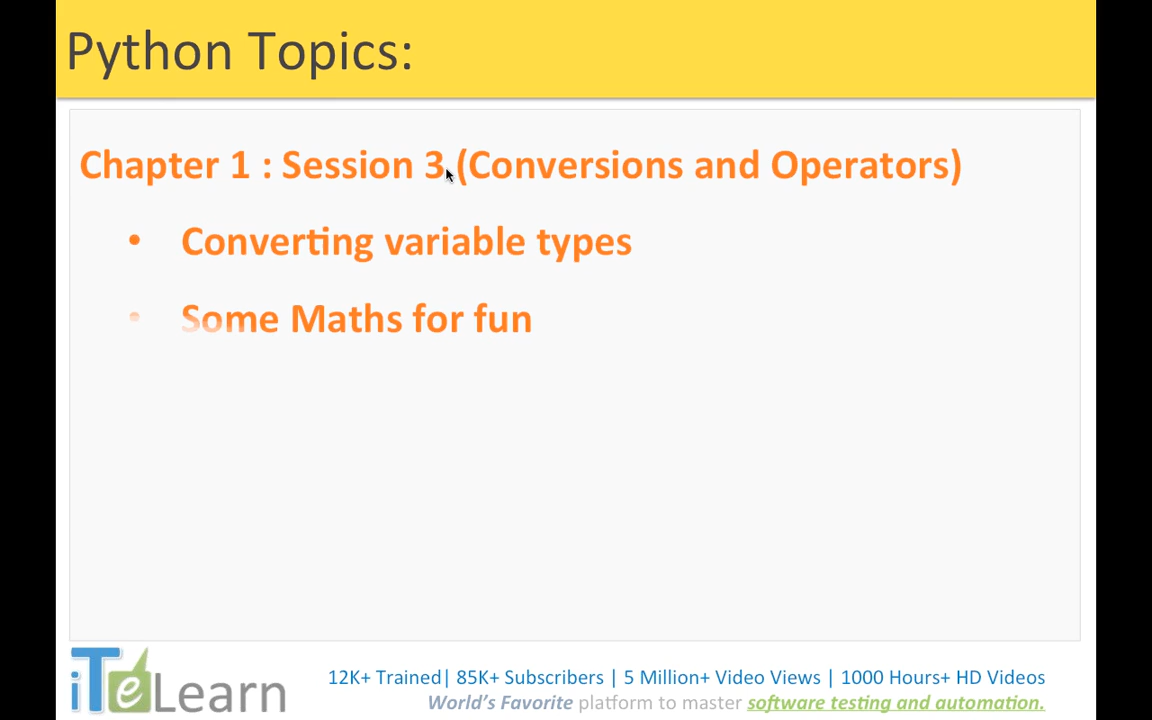 Python Topics:
Chapter 1 : Session 3 (Conversions and Operators)
• Converting variable types
• Some Maths for fun
iTeLearn
12K+ Trained| 85K+ Subscribers | 5 Million+ Video Views | 1000 Hours+ HD Videos
World's Favorite platform to master software testing and automation.